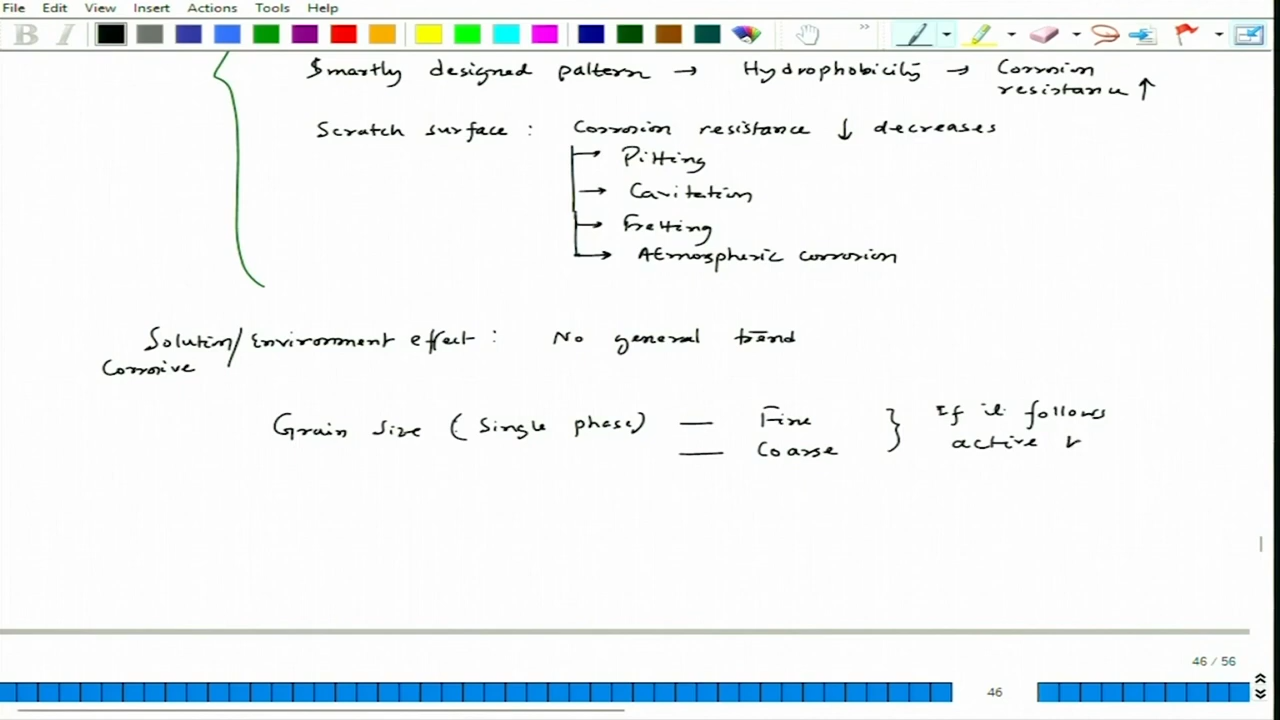 File Edit View Insert Actions Tools Help
B I
Smartly designed pattern → Hydrophobicity → Corrosion resistance ↑
Scratch surface : Corrosion resistance ↓ decreases
→ Pitting
→ Cavitation
→ Fretting
→ Atmospheric corrosion
Solution/Environment effect : No general trend
Corrosive
Grain size (single phase) — Fine } If it follows
— Coarse active
46 / 56
46